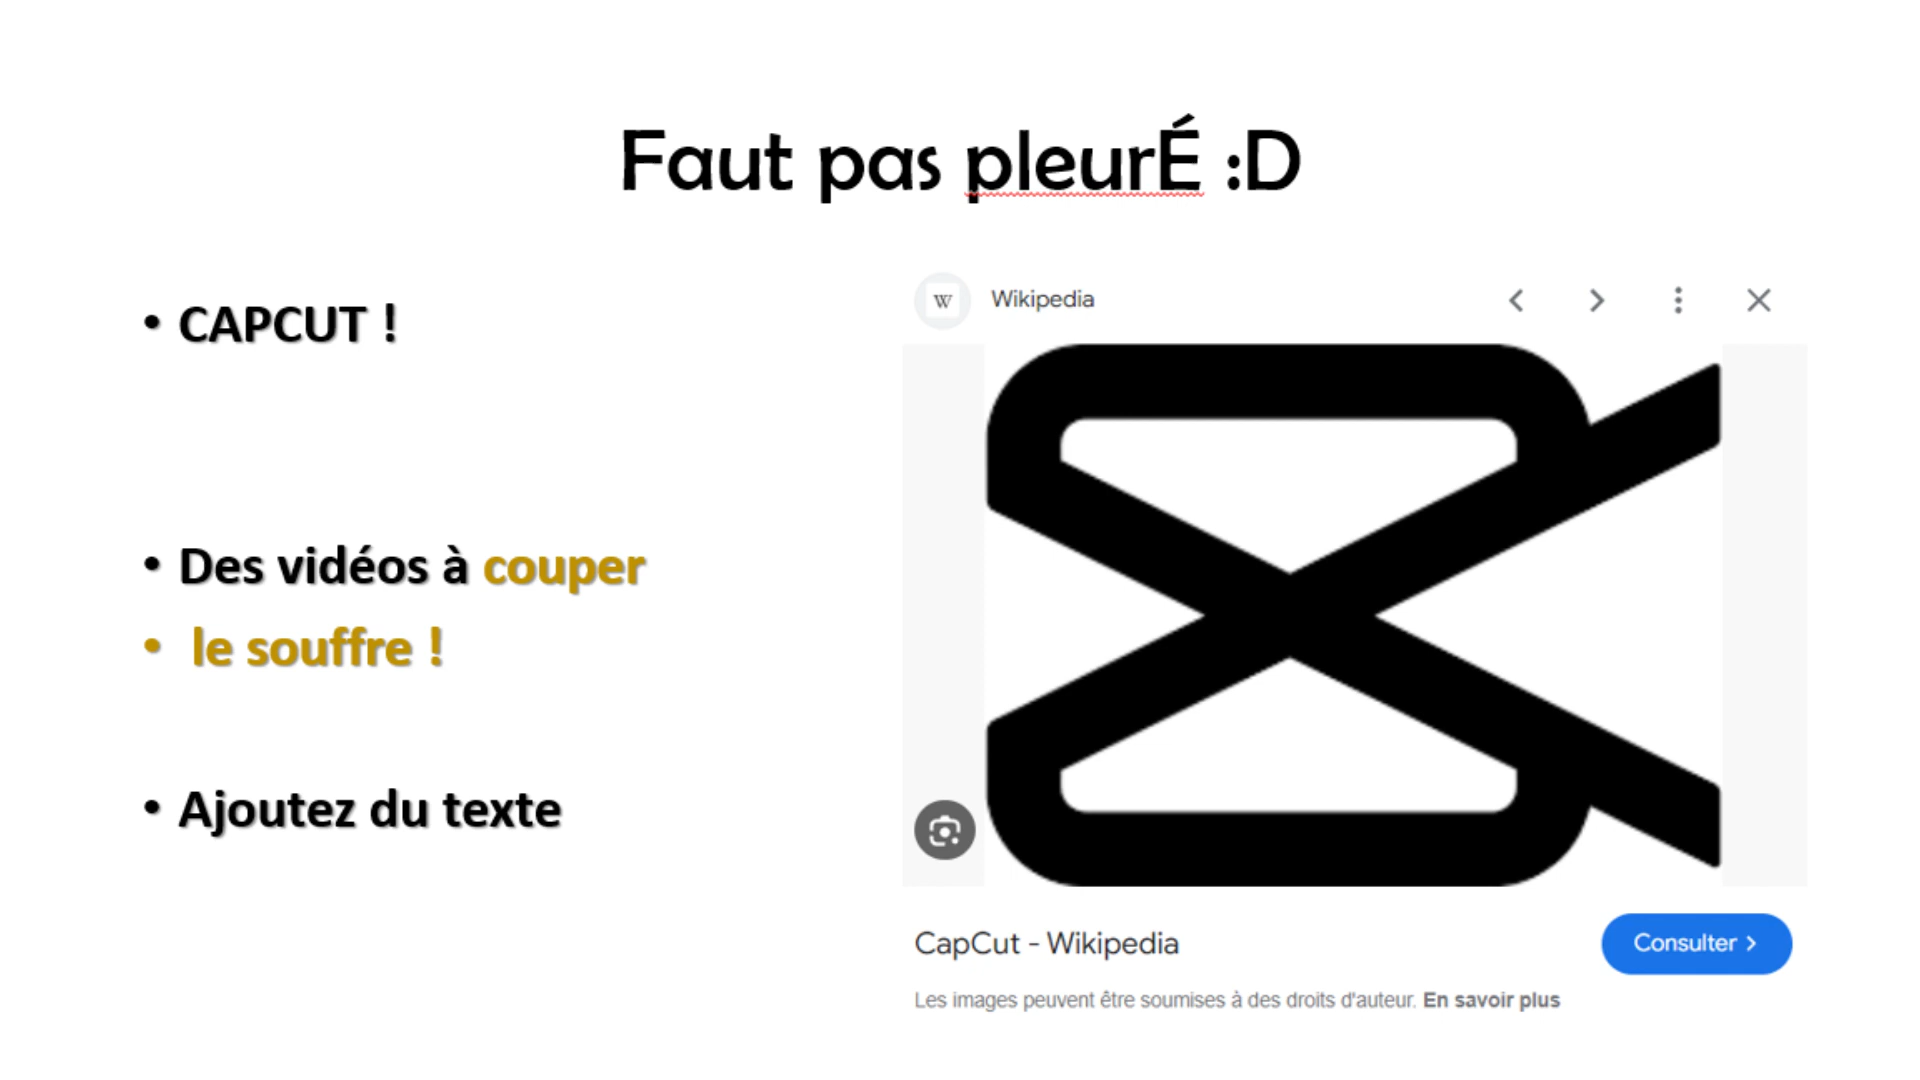 Faut pas pleurÉ :D
• CAPCUT !
• Des vidéos à couper
• le souffre !
• Ajoutez du texte
W Wikipedia
CapCut - Wikipedia
Consulter >
Les images peuvent être soumises à des droits d'auteur. En savoir plus